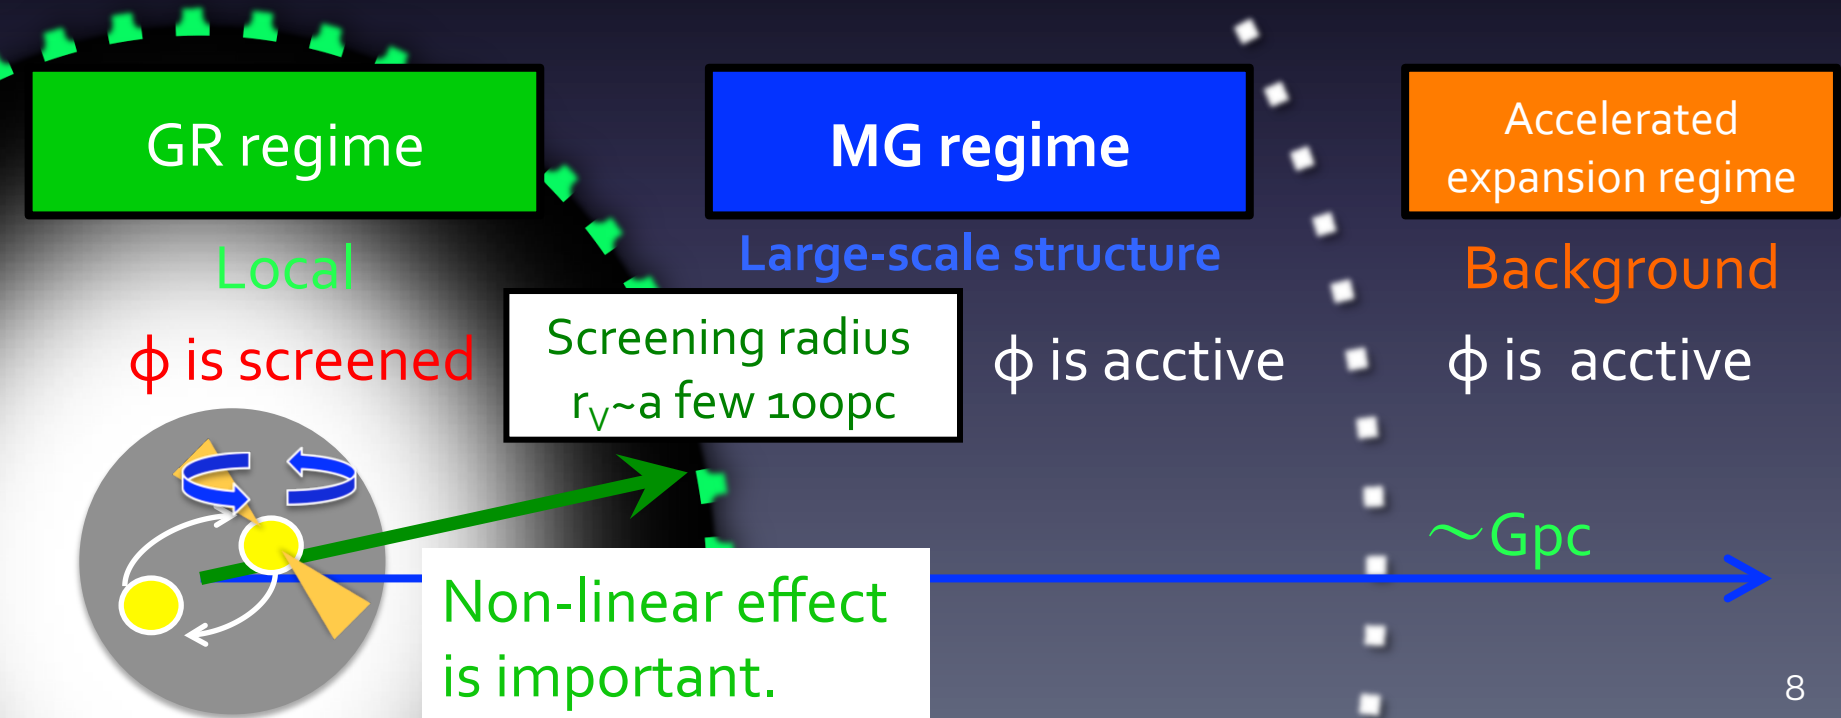 GR regime
MG regime
Accelerated
expansion regime
Local
Large-scale structure
Background
ϕ is screened
Screening radius
rV~a few 100pc
ϕ is acctive
ϕ is acctive
~Gpc
Non-linear effect
is important.
8